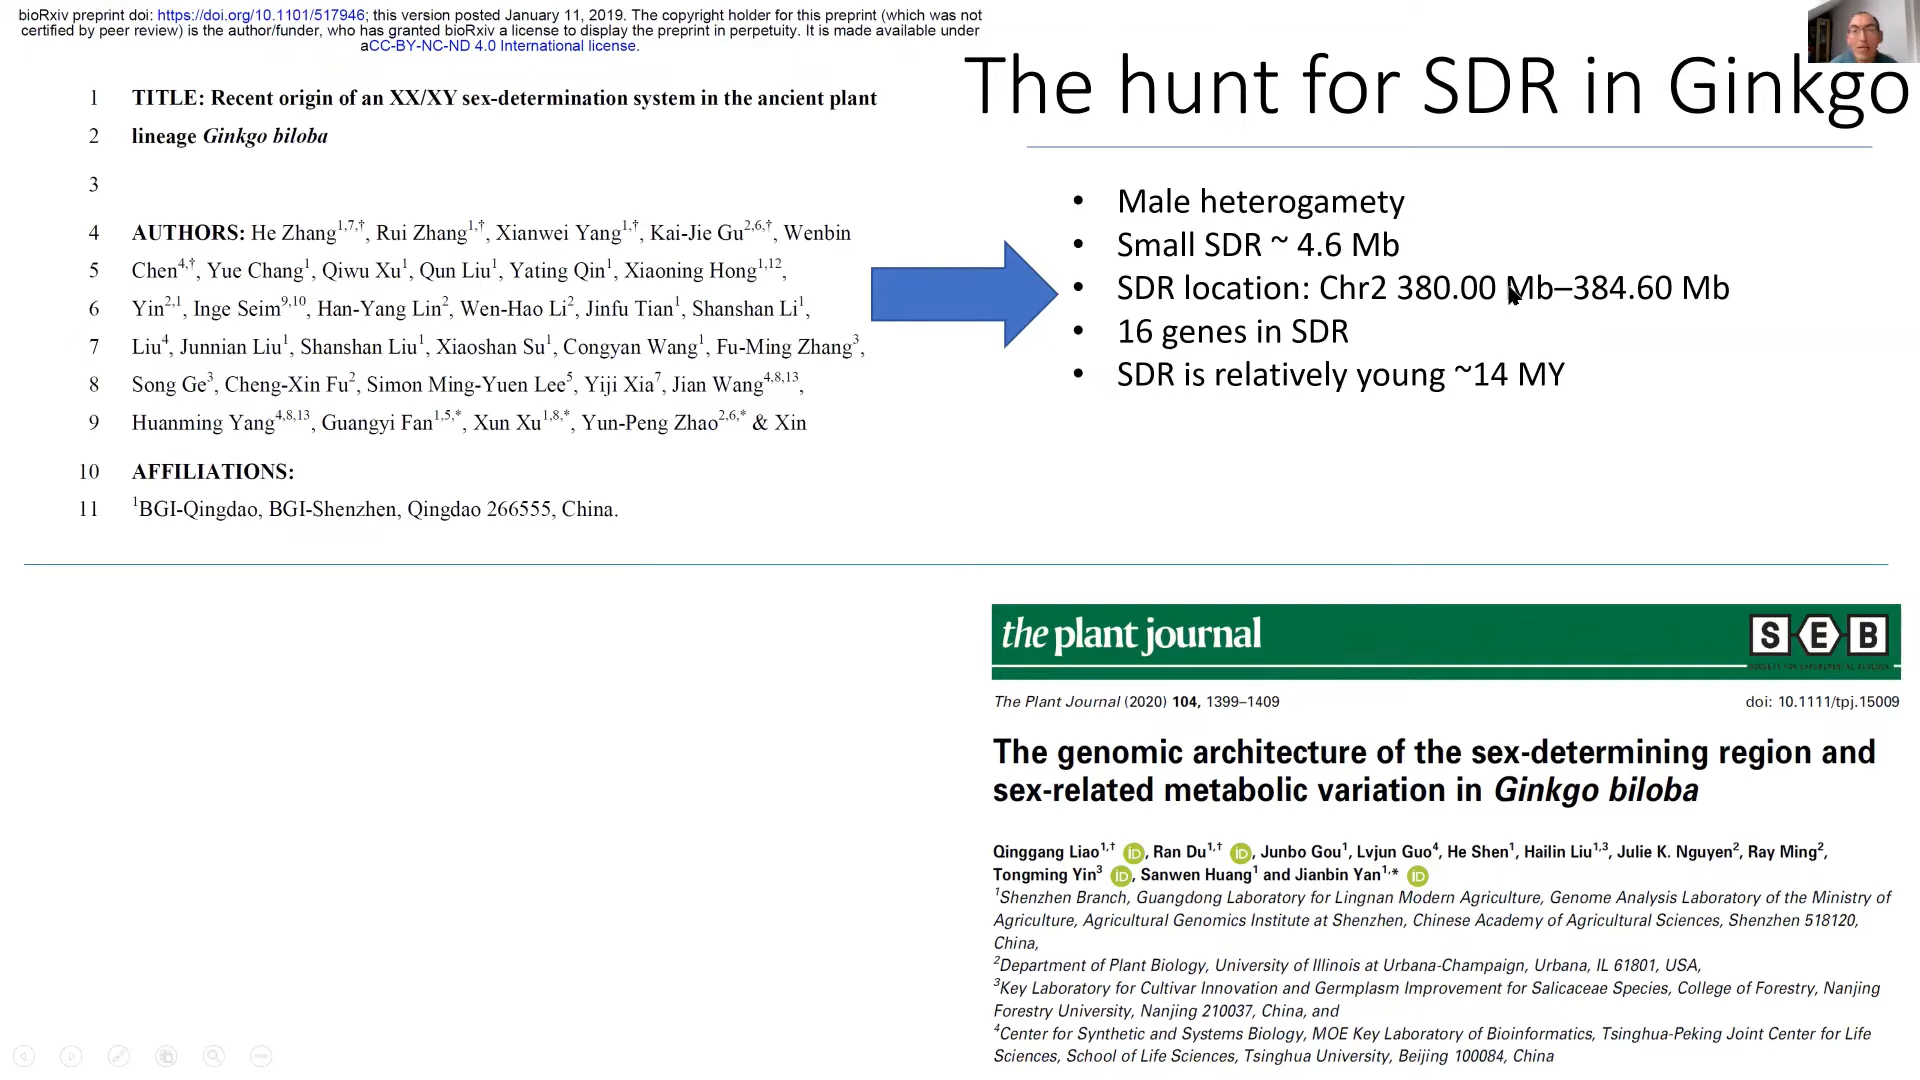 bioRxiv preprint doi: https://doi.org/10.1101/517946; this version posted January 11, 2019. The copyright holder for this preprint (which was not
certified by peer review) is the author/funder, who has granted bioRxiv a license to display the preprint in perpetuity. It is made available under
aCC-BY-NC-ND 4.0 International license.
The hunt for SDR in Ginkgo
1 TITLE: Recent origin of an XX/XY sex-determination system in the ancient plant
2 lineage Ginkgo biloba
3
4 AUTHORS: He Zhang1,7,†, Rui Zhang1,†, Xianwei Yang1,†, Kai-Jie Gu2,6,†, Wenbin
5 Chen4,†, Yue Chang1, Qiwu Xu1, Qun Liu1, Yating Qin1, Xiaoning Hong1,12,
6 Yin2,1, Inge Seim9,10, Han-Yang Lin2, Wen-Hao Li2, Jinfu Tian1, Shanshan Li1,
7 Liu4, Junnian Liu1, Shanshan Liu1, Xiaoshan Su1, Congyan Wang1, Fu-Ming Zhang3,
8 Song Ge3, Cheng-Xin Fu2, Simon Ming-Yuen Lee5, Yiji Xia7, Jian Wang4,8,13,
9 Huanming Yang4,8,13, Guangyi Fan1,5,*, Xun Xu1,8,*, Yun-Peng Zhao2,6,* & Xin
10 AFFILIATIONS:
11 1BGI-Qingdao, BGI-Shenzhen, Qingdao 266555, China.
• Male heterogamety
• Small SDR ~ 4.6 Mb
• SDR location: Chr2 380.00 Mb–384.60 Mb
• 16 genes in SDR
• SDR is relatively young ~14 MY
the plant journal
SEB
SOCIETY FOR EXPERIMENTAL BIOLOGY
The Plant Journal (2020) 104, 1399–1409
doi: 10.1111/tpj.15009
The genomic architecture of the sex-determining region and
sex-related metabolic variation in Ginkgo biloba
Qinggang Liao1,† iD, Ran Du1,† iD, Junbo Gou1, Lvjun Guo4, He Shen1, Hailin Liu1,3, Julie K. Nguyen2, Ray Ming2,
Tongming Yin3 iD, Sanwen Huang1 and Jianbin Yan1,* iD
1Shenzhen Branch, Guangdong Laboratory for Lingnan Modern Agriculture, Genome Analysis Laboratory of the Ministry of
Agriculture, Agricultural Genomics Institute at Shenzhen, Chinese Academy of Agricultural Sciences, Shenzhen 518120,
China,
2Department of Plant Biology, University of Illinois at Urbana-Champaign, Urbana, IL 61801, USA,
3Key Laboratory for Cultivar Innovation and Germplasm Improvement for Salicaceae Species, College of Forestry, Nanjing
Forestry University, Nanjing 210037, China, and
4Center for Synthetic and Systems Biology, MOE Key Laboratory of Bioinformatics, Tsinghua-Peking Joint Center for Life
Sciences, School of Life Sciences, Tsinghua University, Beijing 100084, China